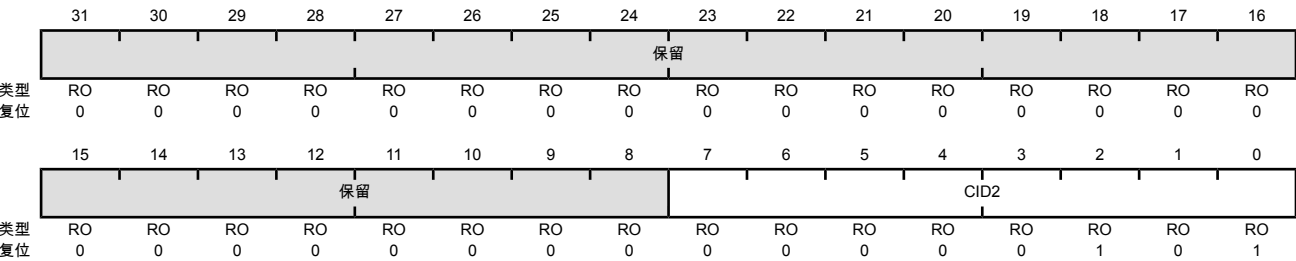 31 30 29 28 27 26 25 24 23 22 21 20 19 18 17 16
保留
类型 RO RO RO RO RO RO RO RO RO RO RO RO RO RO RO RO
复位 0 0 0 0 0 0 0 0 0 0 0 0 0 0 0 0
15 14 13 12 11 10 9 8 7 6 5 4 3 2 1 0
保留 CID2
类型 RO RO RO RO RO RO RO RO RO RO RO RO RO RO RO RO
复位 0 0 0 0 0 0 0 0 0 0 0 0 0 1 0 1